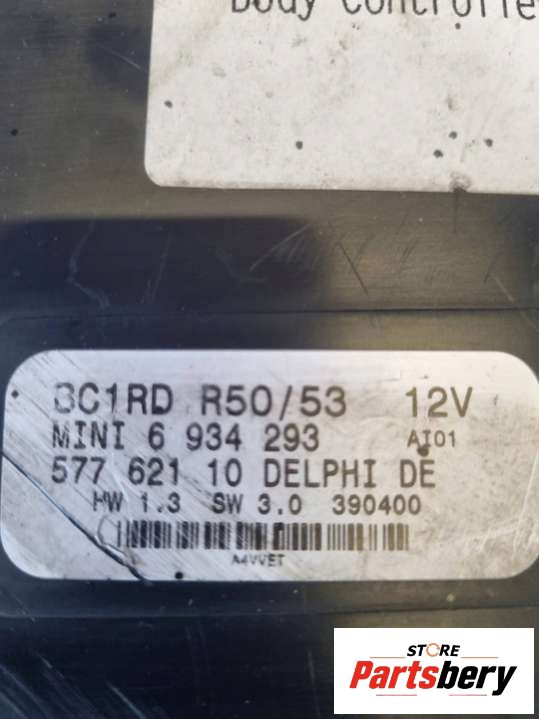 Body Controlle
BC1RD R50/53 12V
MINI 6 934 293 AI01
577 621 10 DELPHI DE
HW 1.3 SW 3.0 390400
A4VVET
STORE
Partsbery